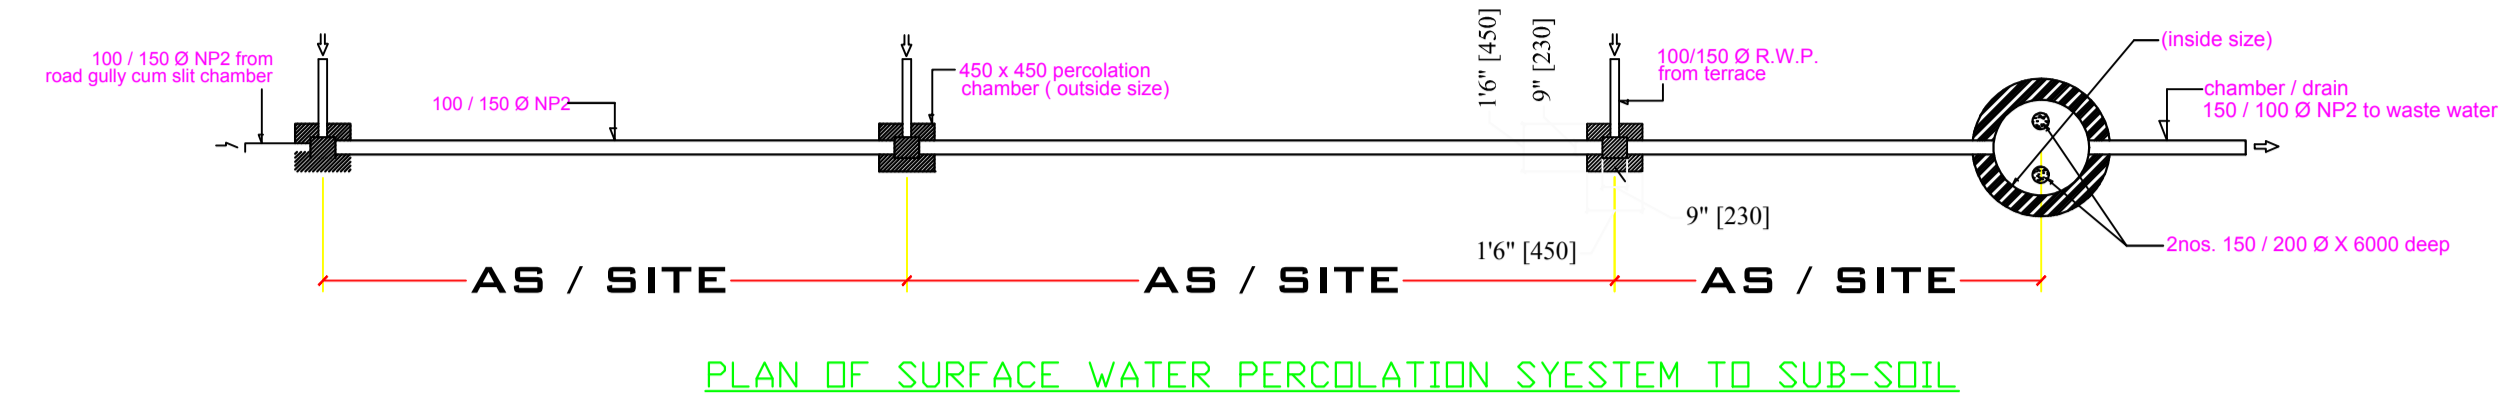 100 / 150 Ø NP2 from
road gully cum slit chamber
100 / 150 Ø NP2
450 x 450 percolation
chamber ( outside size)
1'6" [450]
9" [230]
100/150 Ø R.W.P.
from terrace
(inside size)
chamber / drain
150 / 100 Ø NP2 to waste water
9" [230]
1'6" [450]
2nos. 150 / 200 Ø X 6000 deep
AS / SITE
AS / SITE
AS / SITE
PLAN OF SURFACE WATER PERCOLATION SYESTEM TO SUB-SOIL